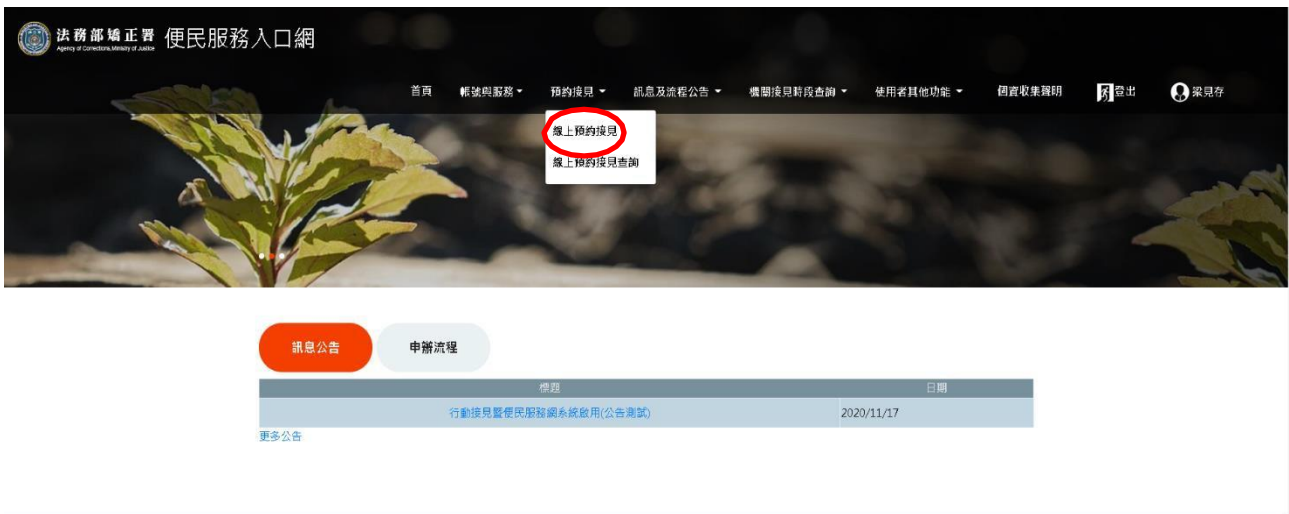 法務部矯正署 便民服務入口網
Agency of Corrections,Ministry of Justice
首頁 帳號與服務 預約接見 訊息及流程公告 機關接見時段查詢 使用者其他功能 個資收集聲明 登出 梁見存
線上預約接見
線上預約接見查詢
訊息公告 申辦流程
標題 日期
行動接見暨便民服務網系統啟用(公告測試) 2020/11/17
更多公告